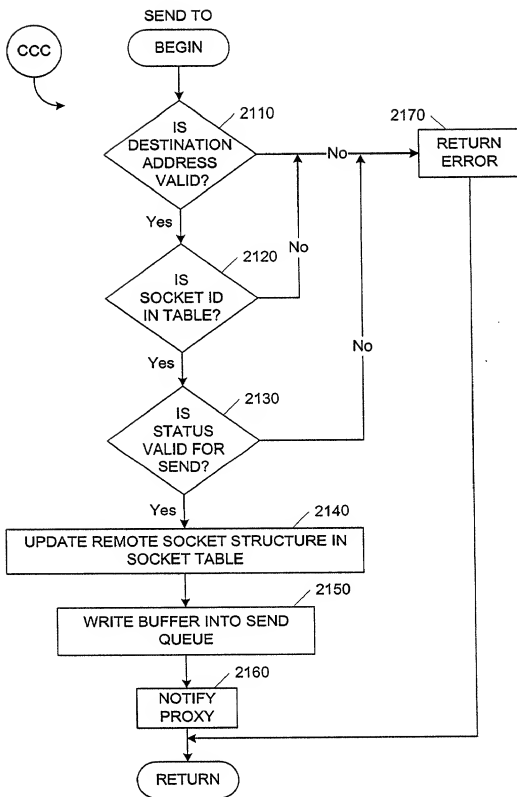 SEND TO
CCC
BEGIN
2110
IS
DESTINATION
ADDRESS
VALID?
No
2170
RETURN
ERROR
Yes
No
2120
IS
SOCKET ID
IN TABLE?
No
Yes
2130
IS
STATUS
VALID FOR
SEND?
Yes
2140
UPDATE REMOTE SOCKET STRUCTURE IN
SOCKET TABLE
2150
WRITE BUFFER INTO SEND
QUEUE
2160
NOTIFY
PROXY
RETURN